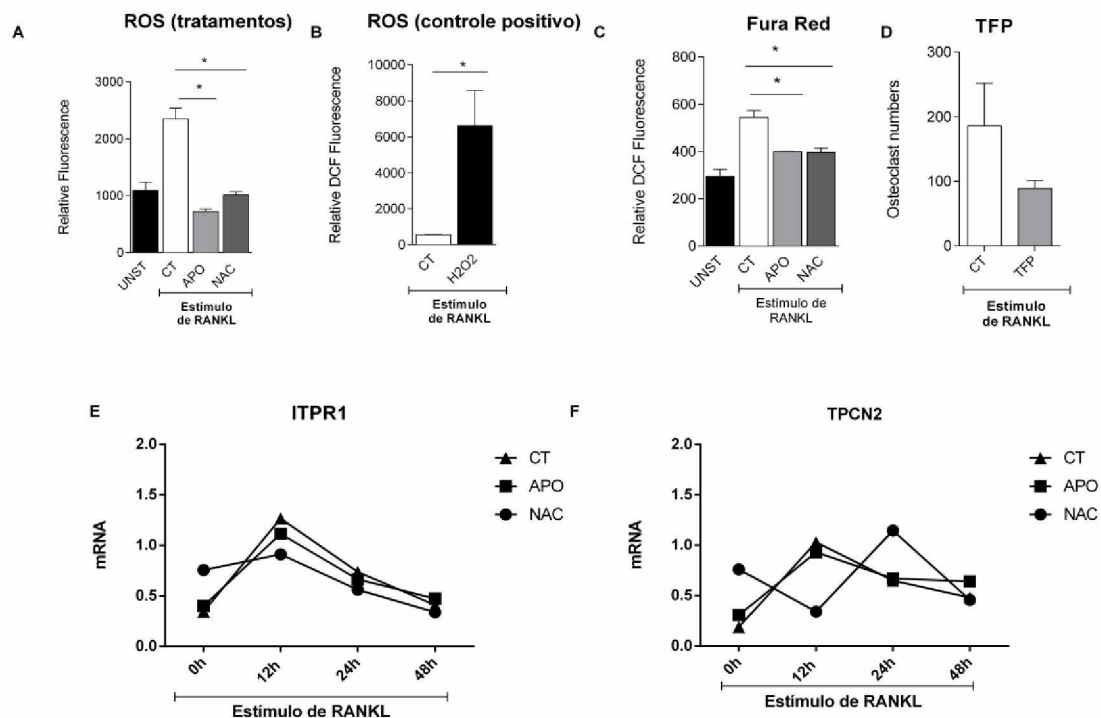 A
ROS (tratamentos)
Relative Fluorescence
3000
2000
1000
0
*
*
UNST
CT
APO
NAC
Estímulo
de RANKL
B
ROS (controle positivo)
Relative DCF Fluorescence
10000
8000
6000
4000
2000
0
*
CT
H2O2
Estímulo
de RANKL
C
Fura Red
Relative DCF Fluorescence
800
600
400
200
0
*
*
UNST
CT
APO
NAC
Estímulo de
RANKL
D
TFP
Osteoclast numbers
300
200
100
0
CT
TFP
Estímulo
de RANKL
E
ITPR1
mRNA
2.0
1.5
1.0
0.5
0.0
0h
12h
24h
48h
Estímulo de RANKL
CT
APO
NAC
F
TPCN2
mRNA
2.0
1.5
1.0
0.5
0.0
0h
12h
24h
48h
Estímulo de RANKL
CT
APO
NAC